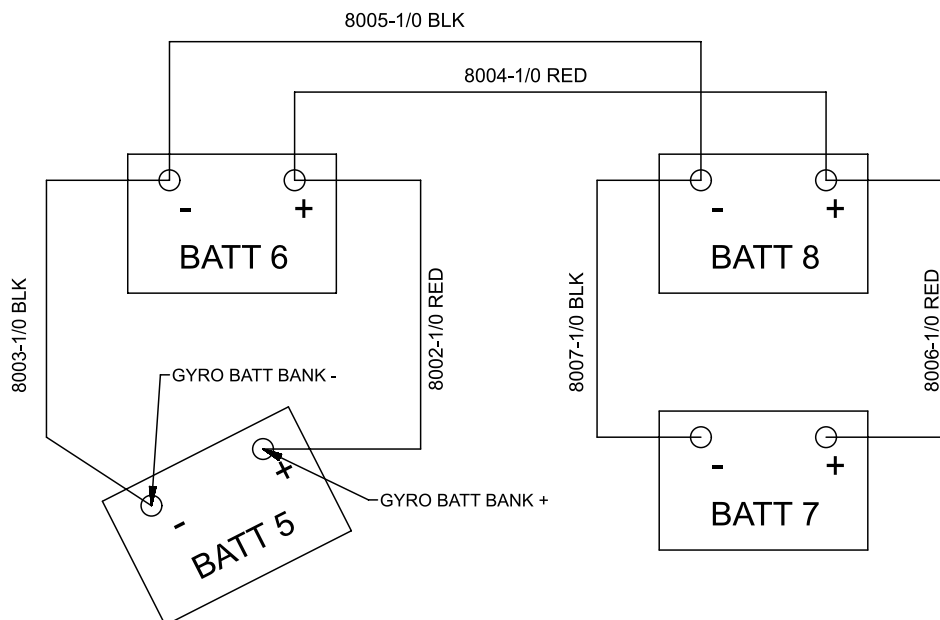 8005-1/0 BLK
8004-1/0 RED
- +
BATT 6
- +
BATT 8
8003-1/0 BLK
8002-1/0 RED
8007-1/0 BLK
8006-1/0 RED
GYRO BATT BANK -
- +
BATT 5
GYRO BATT BANK +
- +
BATT 7